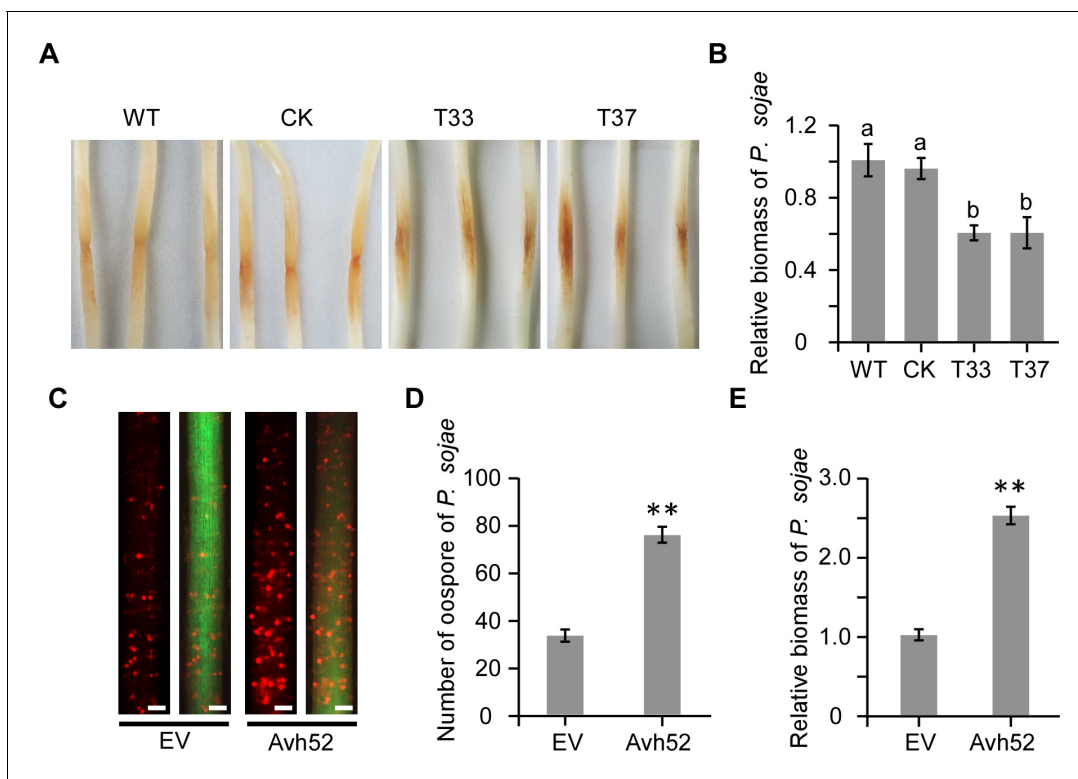 A
WT CK T33 T37
B
Relative biomass of P. sojae
1.2
0.8
0.4
0
a a b b
WT CK T33 T37
C
EV Avh52
D
Number of oospore of P. sojae
100
80
60
40
20
0
**
EV Avh52
E
Relative biomass of P. sojae
3.0
2.0
1.0
0
**
EV Avh52